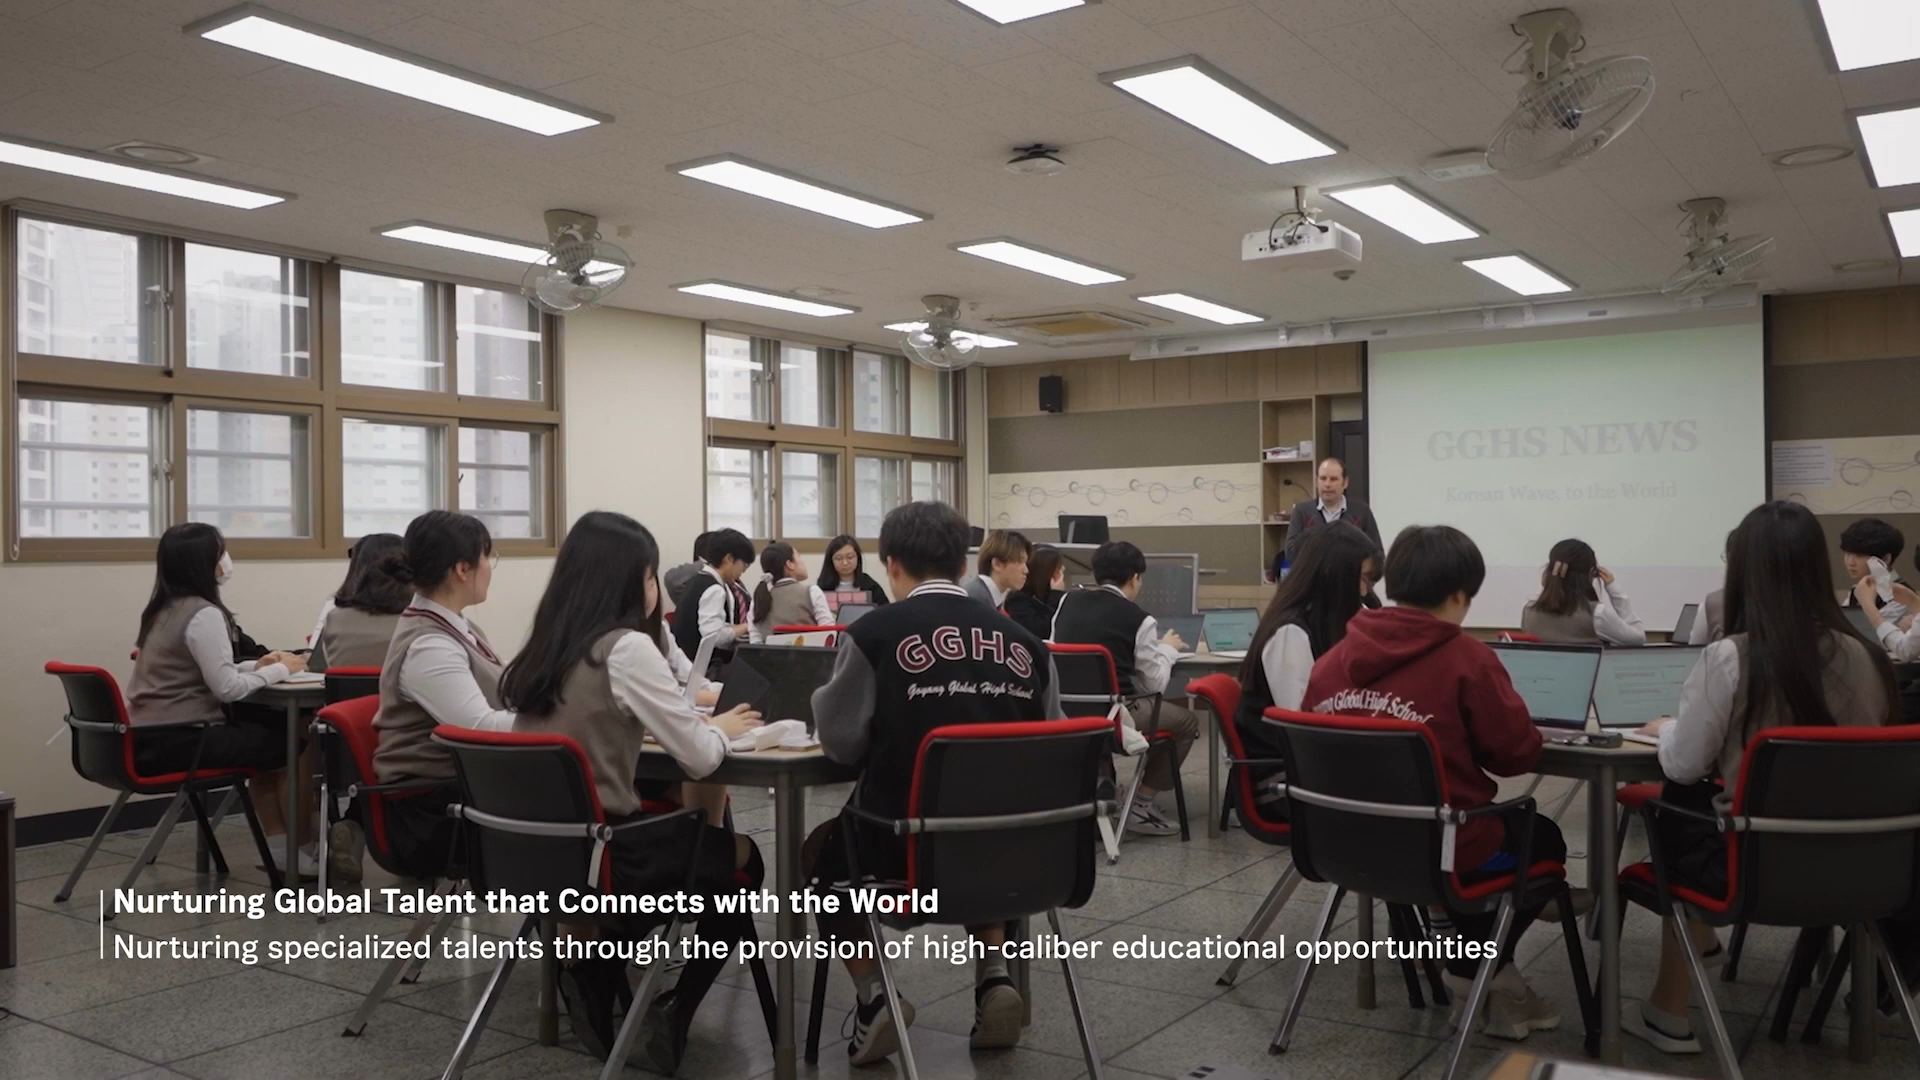 GGHS NEWS
Korean Wave, to the World
GGHS
Goyang Global High School
Global High School
Nurturing Global Talent that Connects with the World
Nurturing specialized talents through the provision of high-caliber educational opportunities